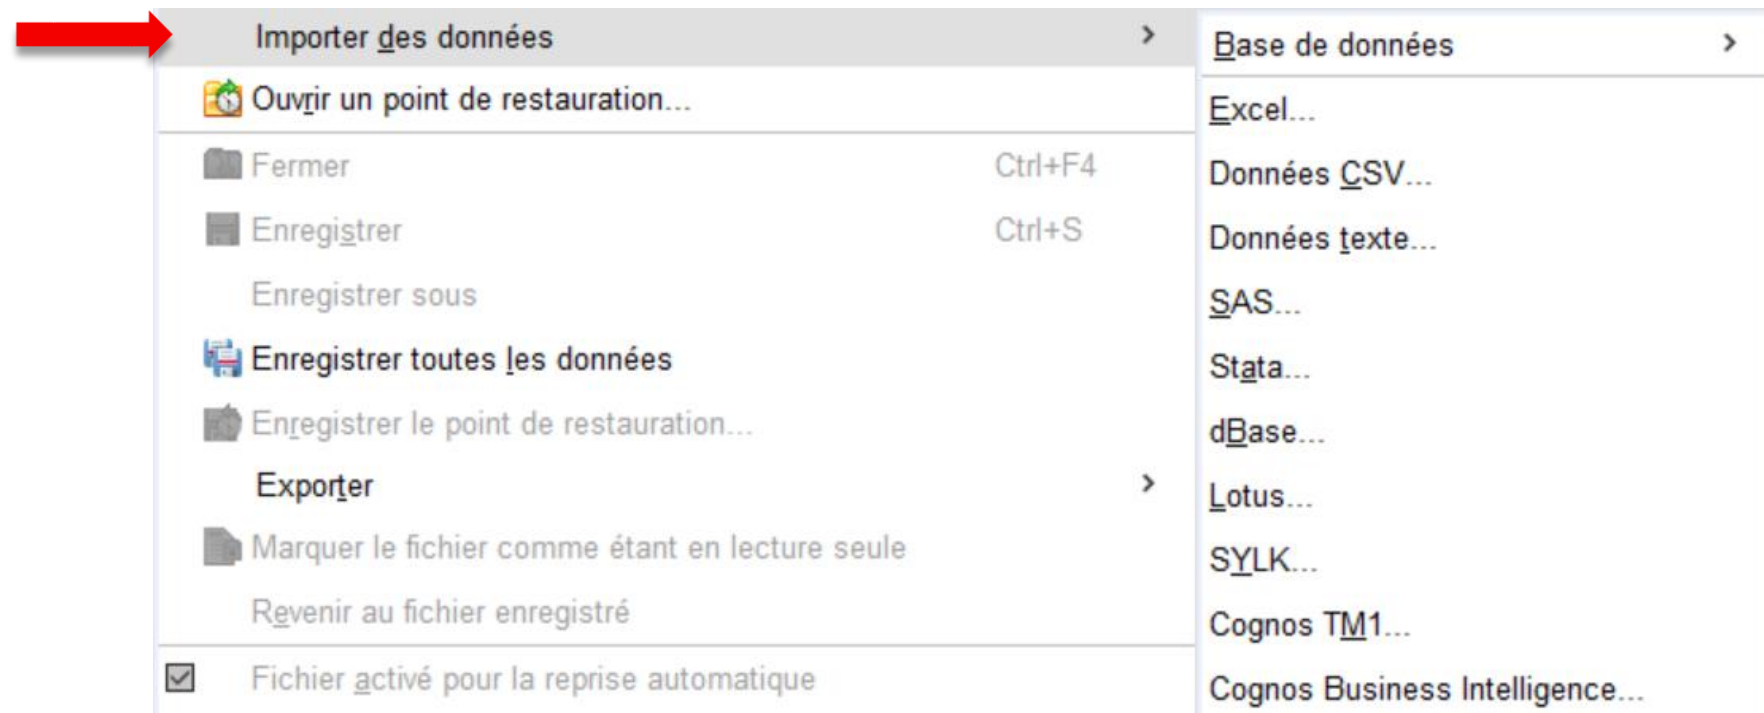 Importer des données
Ouvrir un point de restauration...
Fermer Ctrl+F4
Enregistrer Ctrl+S
Enregistrer sous
Enregistrer toutes les données
Enregistrer le point de restauration...
Exporter
Marquer le fichier comme étant en lecture seule
Revenir au fichier enregistré
Fichier activé pour la reprise automatique
Base de données
Excel...
Données CSV...
Données texte...
SAS...
Stata...
dBase...
Lotus...
SYLK...
Cognos TM1...
Cognos Business Intelligence...